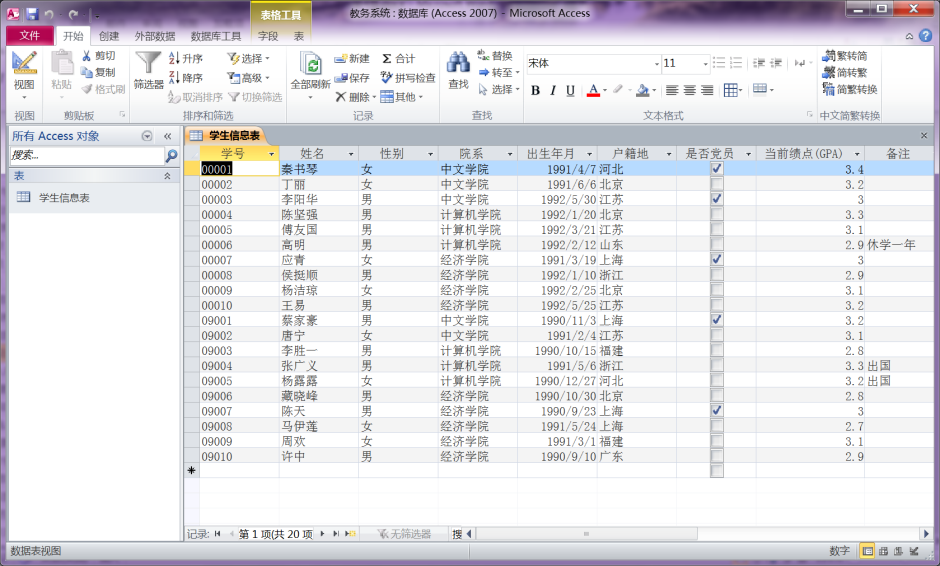 教务系统 : 数据库 (Access 2007) - Microsoft Access
表格工具
文件 开始 创建 外部数据 数据库工具 字段 表
视图 粘贴 剪切 复制 格式刷 筛选器 升序 降序 取消排序 选择 高级 切换筛选 全部刷新 新建 保存 删除 合计 拼写检查 其他 查找 替换 转至 选择 宋体 11 B I U A 简繁转简 繁简转繁 简繁转换
视图 剪贴板 排序和筛选 记录 查找 文本格式 中文简繁转换
所有 Access 对象 «
搜索...
表
学生信息表
学生信息表
学号 姓名 性别 院系 出生年月 户籍地 是否党员 当前绩点(GPA) 备注
00001 秦书琴 女 中文学院 1991/4/7 河北 3.4
00002 丁丽 女 中文学院 1991/6/6 北京 3.2
00003 李阳华 男 中文学院 1992/5/30 江苏 3
00004 陈坚强 男 计算机学院 1992/1/20 北京 3.3
00005 傅友国 男 计算机学院 1992/3/21 江苏 3.1
00006 高明 男 计算机学院 1992/2/12 山东 2.9 休学一年
00007 应青 女 经济学院 1991/3/19 上海 3
00008 侯挺顺 男 经济学院 1992/1/10 浙江 2.9
00009 杨洁琼 女 经济学院 1992/2/25 北京 3.1
00010 王易 男 经济学院 1992/5/25 江苏 3.2
09001 蔡家豪 男 中文学院 1990/11/3 上海 3.2
09002 唐宁 女 中文学院 1991/2/4 江苏 3.1
09003 李胜一 男 计算机学院 1990/10/15 福建 2.8
09004 张广义 男 计算机学院 1991/5/6 浙江 3.3 出国
09005 杨露露 女 计算机学院 1990/12/27 河北 3.2 出国
09006 藏晓峰 男 经济学院 1990/10/30 北京 2.8
09007 陈天 男 经济学院 1990/9/23 上海 3
09008 马伊莲 女 经济学院 1991/5/24 上海 2.7
09009 周欢 女 经济学院 1991/3/1 福建 3.1
09010 许中 男 经济学院 1990/9/10 广东 2.9
记录: 第 1 项(共 20 项 无筛选器 搜
数据表视图 数字